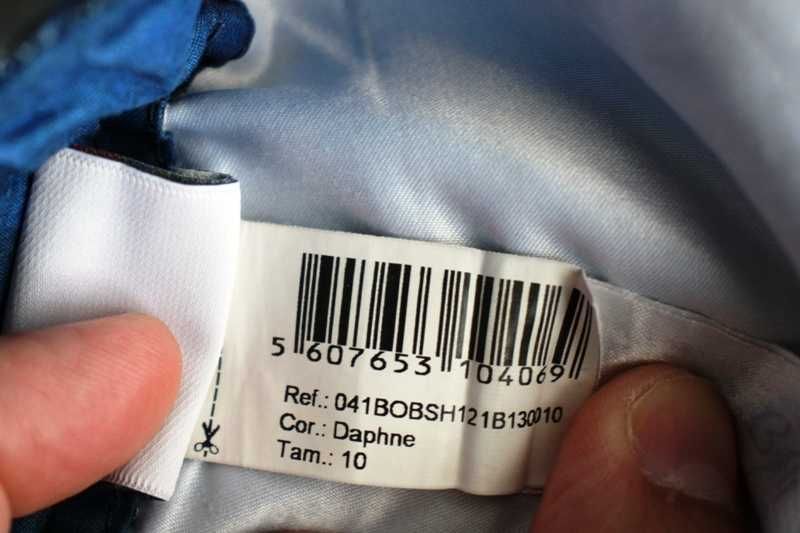 5 607653 104069
Ref.: 041BOBSH121B130010
Cor.: Daphne
Tam.: 10